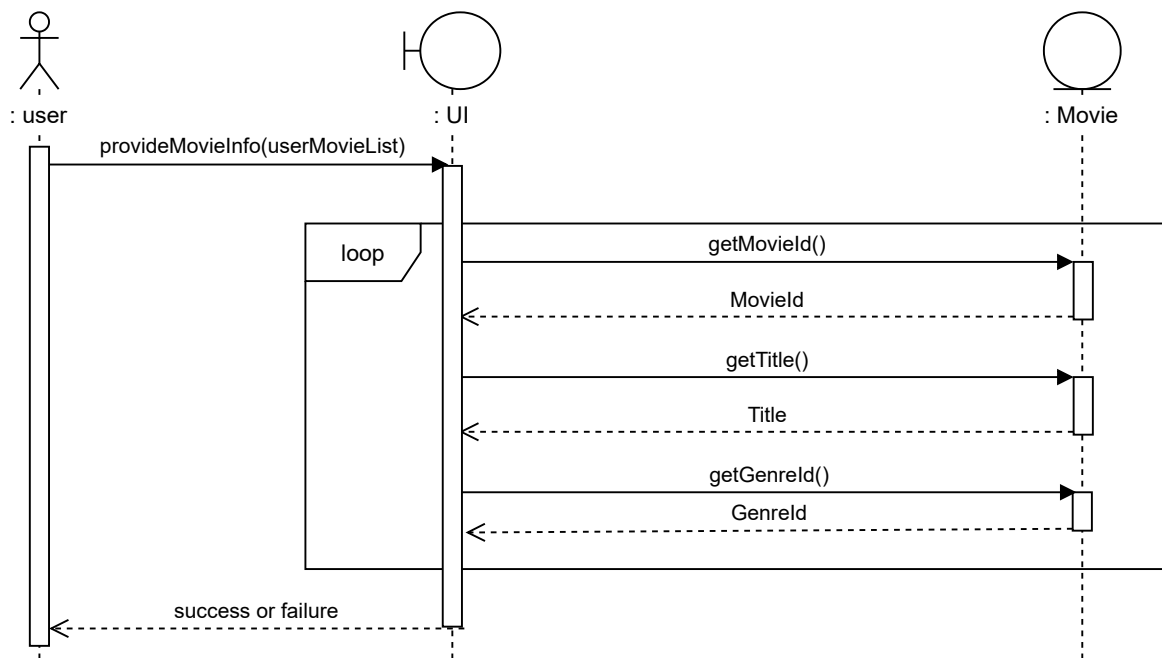 : user
: UI
: Movie
provideMovieInfo(userMovieList)
loop
getMovieId()
MovieId
getTitle()
Title
getGenreId()
GenreId
success or failure